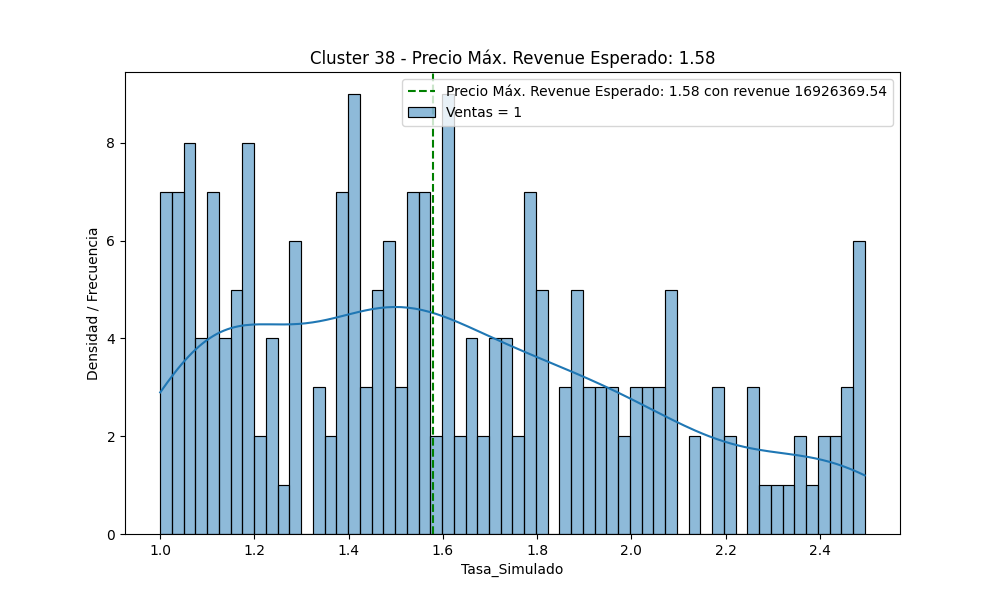 Cluster 38 - Precio Máx. Revenue Esperado: 1.58
Precio Máx. Revenue Esperado: 1.58 con revenue 16926369.54
Ventas = 1
Densidad / Frecuencia
8
6
4
2
0
1.0 1.2 1.4 1.6 1.8 2.0 2.2 2.4
Tasa_Simulado